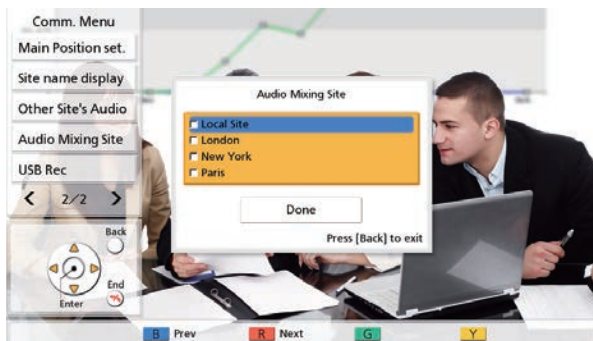 Comm. Menu
Main Position set.
Site name display
Other Site's Audio
Audio Mixing Site
USB Rec
< 2/2 >
Back
End
Enter
Audio Mixing Site
Local Site
London
New York
Paris
Done
Press [Back] to exit
B Prev R Next G Y